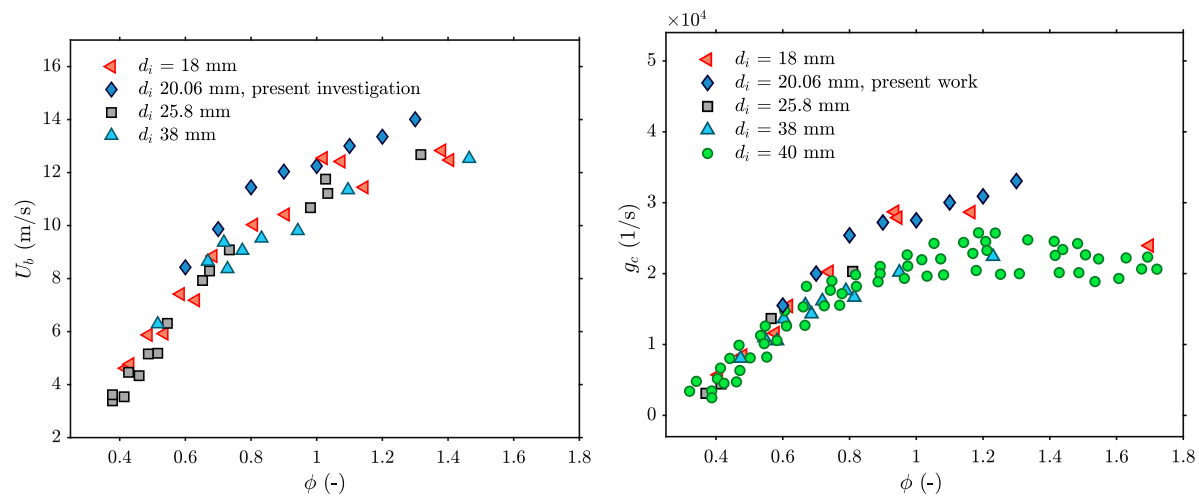 16
14
12
10
8
6
4
2
U_b (m/s)
d_i = 18 mm
d_i 20.06 mm, present investigation
d_i 25.8 mm
d_i 38 mm
0.4 0.6 0.8 1 1.2 1.4 1.6 1.8
ϕ (-)
×10⁴
5
4
3
2
1
0
g_c (1/s)
d_i = 18 mm
d_i = 20.06 mm, present work
d_i = 25.8 mm
d_i = 38 mm
d_i = 40 mm
0.4 0.6 0.8 1 1.2 1.4 1.6 1.8
ϕ (-)